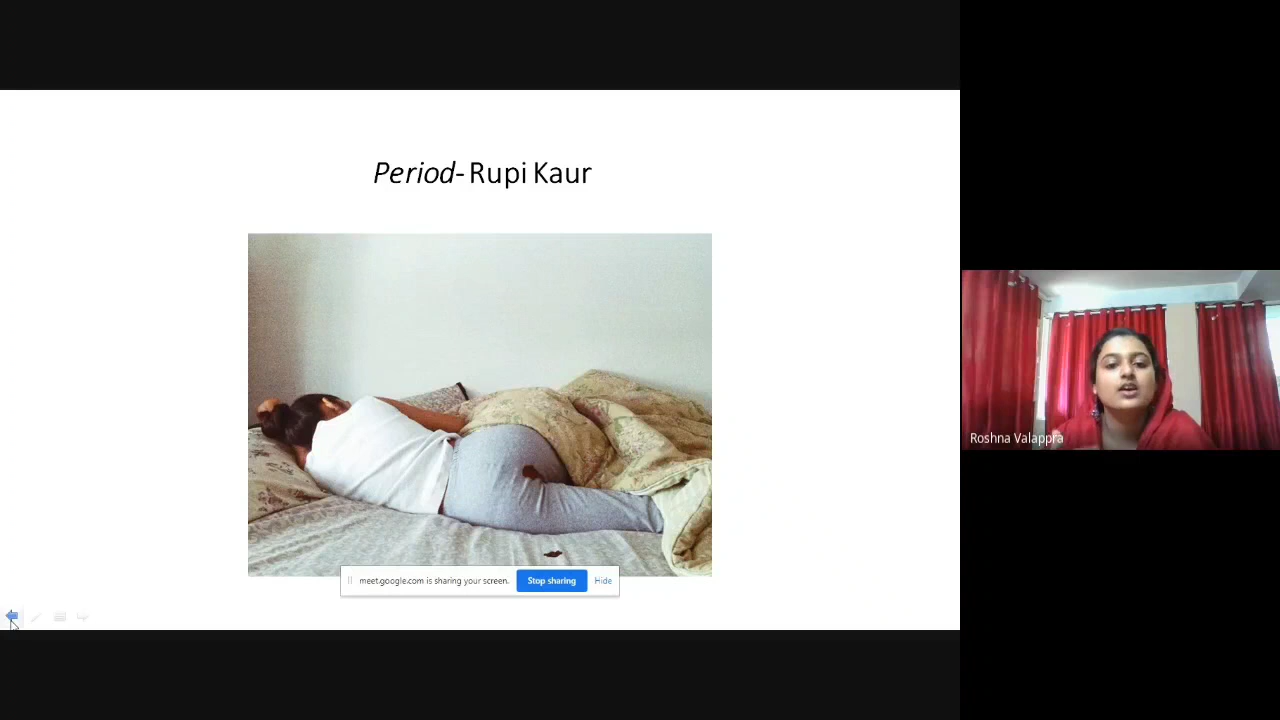 Period- Rupi Kaur
Roshna Valappra
meet.google.com is sharing your screen. Stop sharing Hide